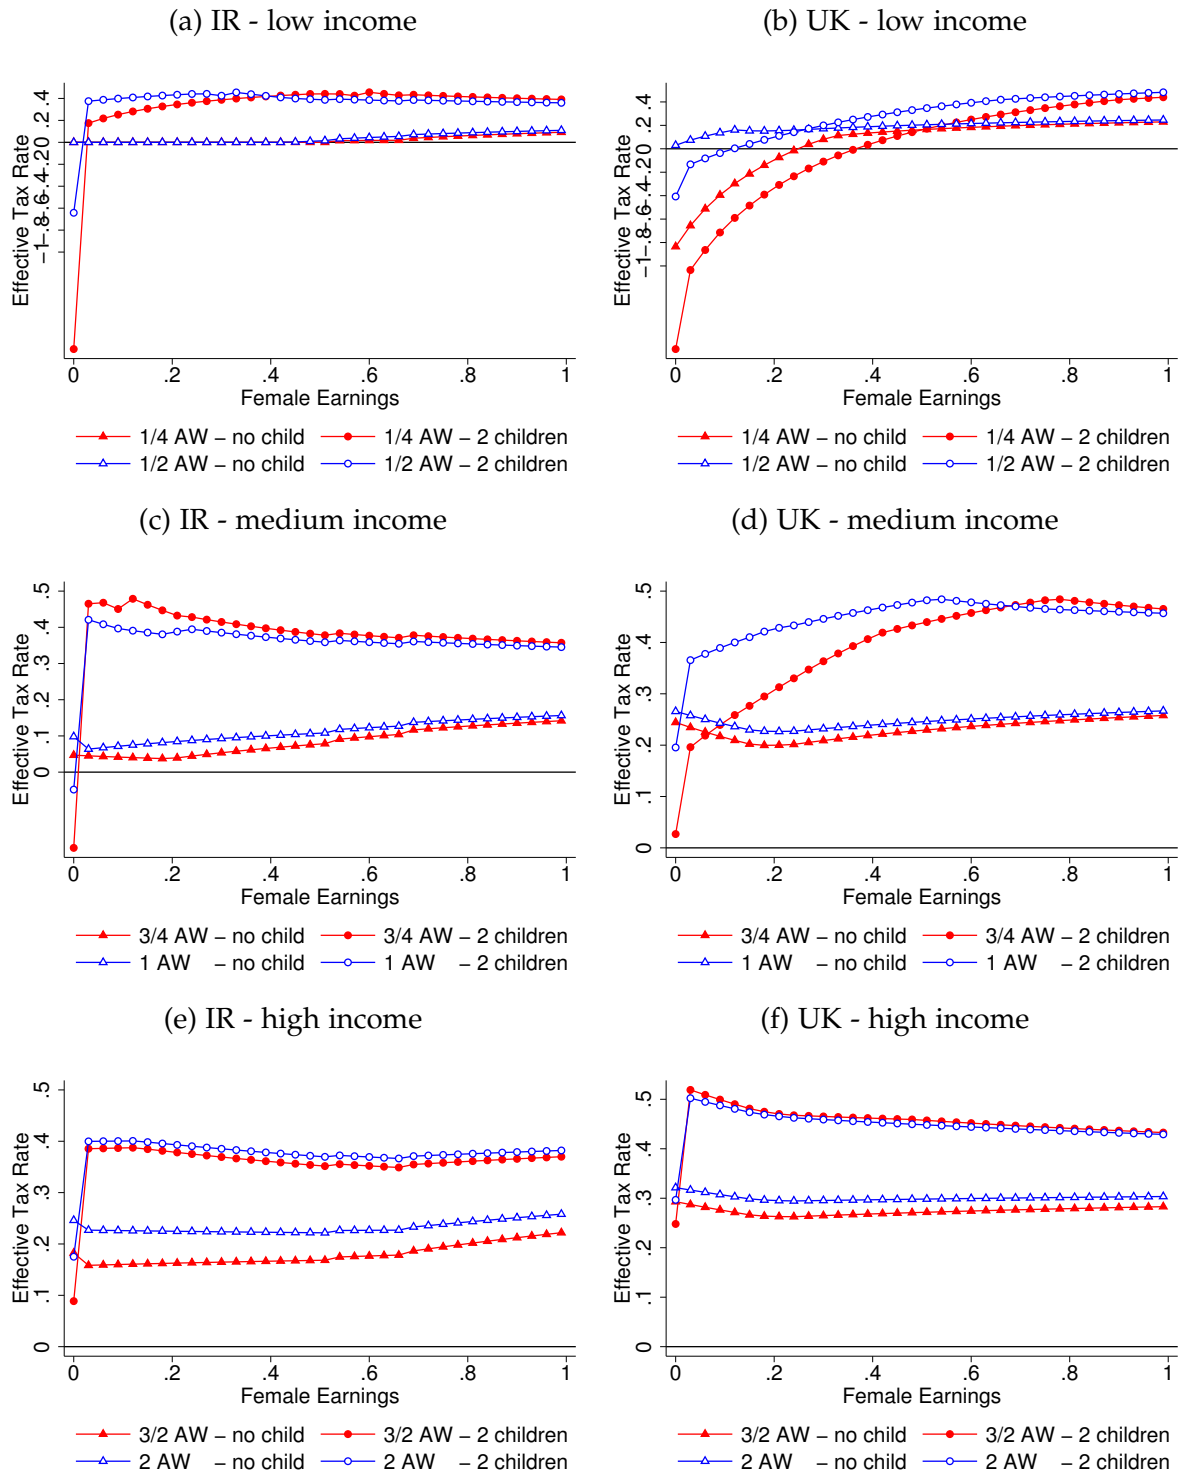 (a) IR - low income
(b) UK - low income
Effective Tax Rate
-1-.8-.6-.4-.20 .2.4
0 .2 .4 .6 .8 1
Female Earnings
1/4 AW – no child 1/4 AW – 2 children
1/2 AW – no child 1/2 AW – 2 children
Effective Tax Rate
-1-.8-.6-.4-.20 .2.4
0 .2 .4 .6 .8 1
Female Earnings
1/4 AW – no child 1/4 AW – 2 children
1/2 AW – no child 1/2 AW – 2 children
(c) IR - medium income
(d) UK - medium income
Effective Tax Rate
0 .1 .2 .3 .4 .5
0 .2 .4 .6 .8 1
Female Earnings
3/4 AW – no child 3/4 AW – 2 children
1 AW – no child 1 AW – 2 children
Effective Tax Rate
0 .1 .2 .3 .4 .5
0 .2 .4 .6 .8 1
Female Earnings
3/4 AW – no child 3/4 AW – 2 children
1 AW – no child 1 AW – 2 children
(e) IR - high income
(f) UK - high income
Effective Tax Rate
0 .1 .2 .3 .4 .5
0 .2 .4 .6 .8 1
Female Earnings
3/2 AW – no child 3/2 AW – 2 children
2 AW – no child 2 AW – 2 children
Effective Tax Rate
0 .1 .2 .3 .4 .5
0 .2 .4 .6 .8 1
Female Earnings
3/2 AW – no child 3/2 AW – 2 children
2 AW – no child 2 AW – 2 children